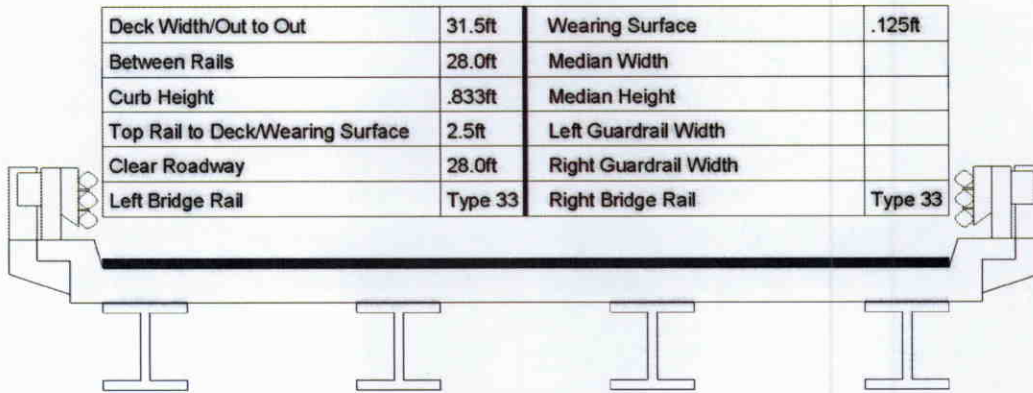 Deck Width/Out to Out 31.5ft Wearing Surface .125ft
Between Rails 28.0ft Median Width
Curb Height .833ft Median Height
Top Rail to Deck/Wearing Surface 2.5ft Left Guardrail Width
Clear Roadway 28.0ft Right Guardrail Width
Left Bridge Rail Type 33 Right Bridge Rail Type 33